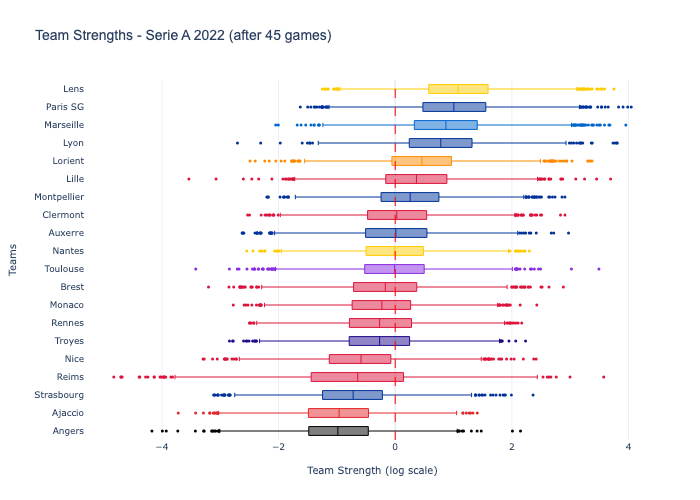 Team Strengths - Serie A 2022 (after 45 games)
Lens
Paris SG
Marseille
Lyon
Lorient
Lille
Montpellier
Clermont
Auxerre
Nantes
Toulouse
Brest
Monaco
Rennes
Troyes
Nice
Reims
Strasbourg
Ajaccio
Angers
Teams
−4 −2 0 2 4
Team Strength (log scale)